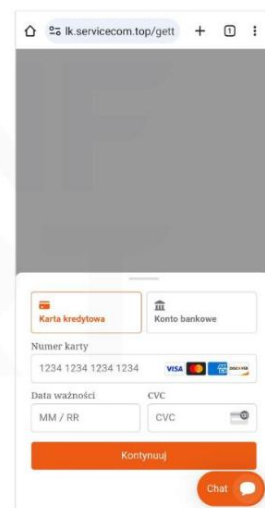 lk.servicecom.top/gett
1
Karta kredytowa
Konto bankowe
Numer karty
1234 1234 1234 1234 VISA DISCOVER
Data ważności CVC
MM / RR CVC
Kontynuuj
Chat